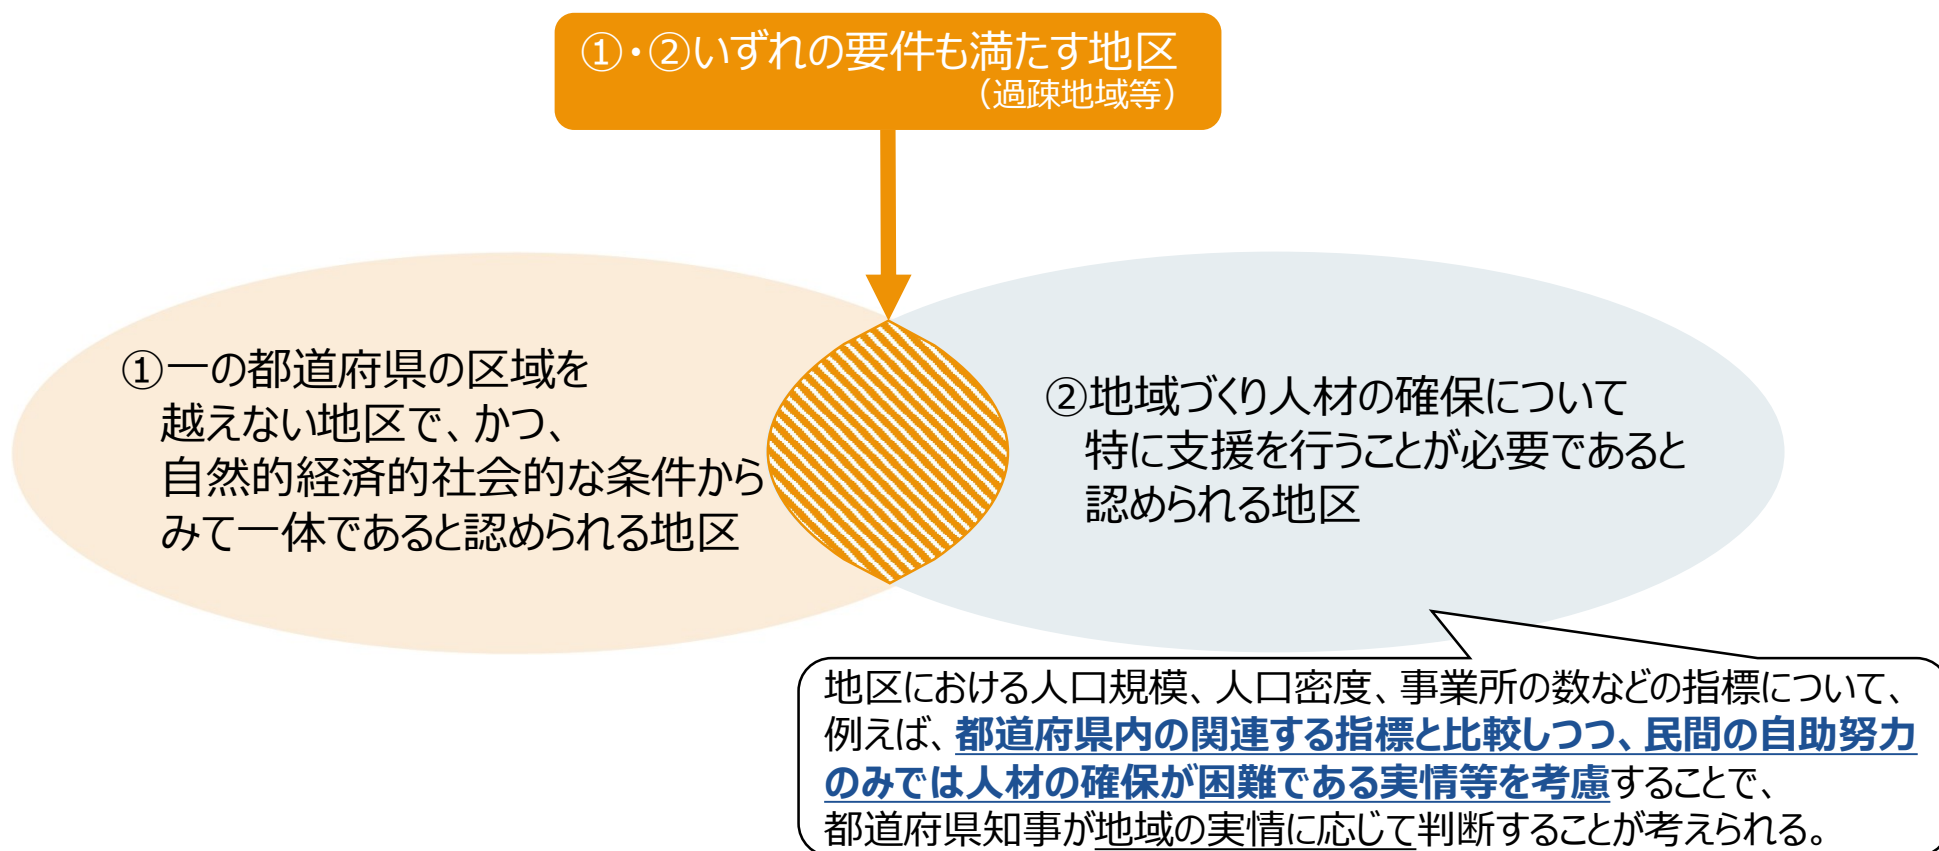 ①・②いずれの要件も満たす地区
（過疎地域等）
①一の都道府県の区域を
越えない地区で、かつ、
自然的経済的社会的な条件から
みて一体であると認められる地区
②地域づくり人材の確保について
特に支援を行うことが必要であると
認められる地区
地区における人口規模、人口密度、事業所の数などの指標について、
例えば、都道府県内の関連する指標と比較しつつ、民間の自助努力
のみでは人材の確保が困難である実情等を考慮することで、
都道府県知事が地域の実情に応じて判断することが考えられる。